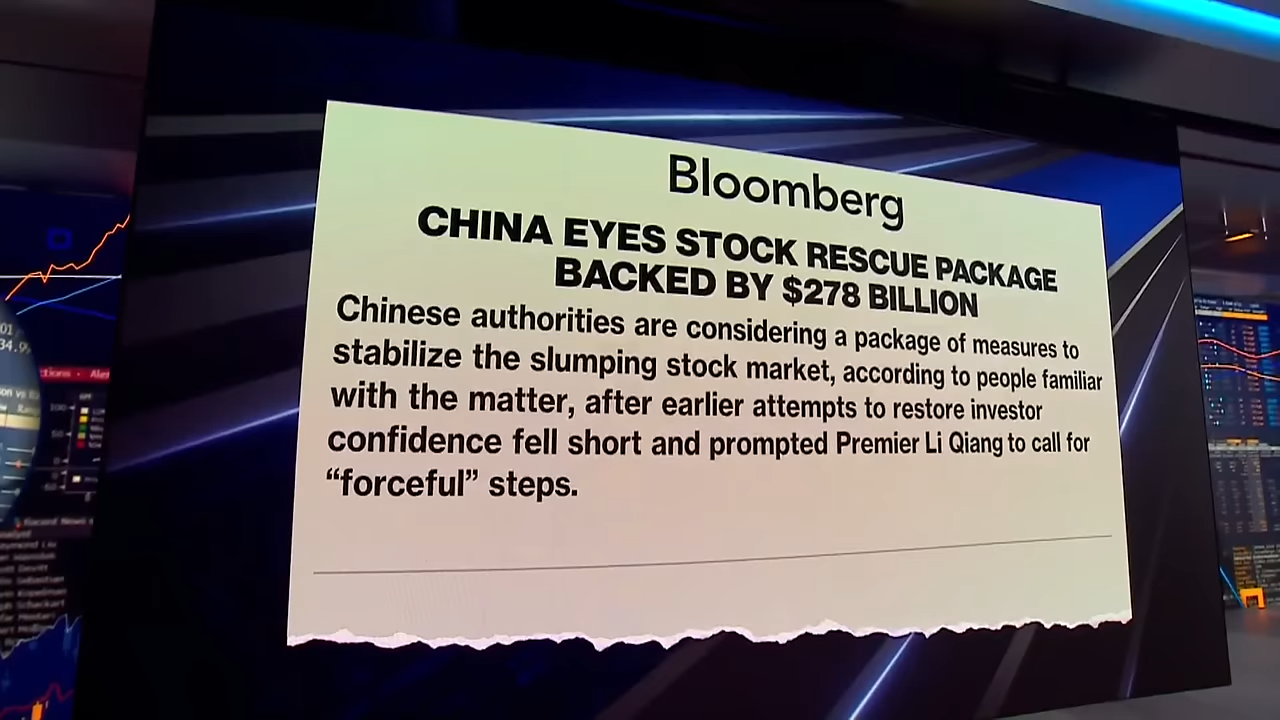 Bloomberg
CHINA EYES STOCK RESCUE PACKAGE
BACKED BY $278 BILLION
Chinese authorities are considering a package of measures to
stabilize the slumping stock market, according to people familiar
with the matter, after earlier attempts to restore investor
confidence fell short and prompted Premier Li Qiang to call for
“forceful” steps.